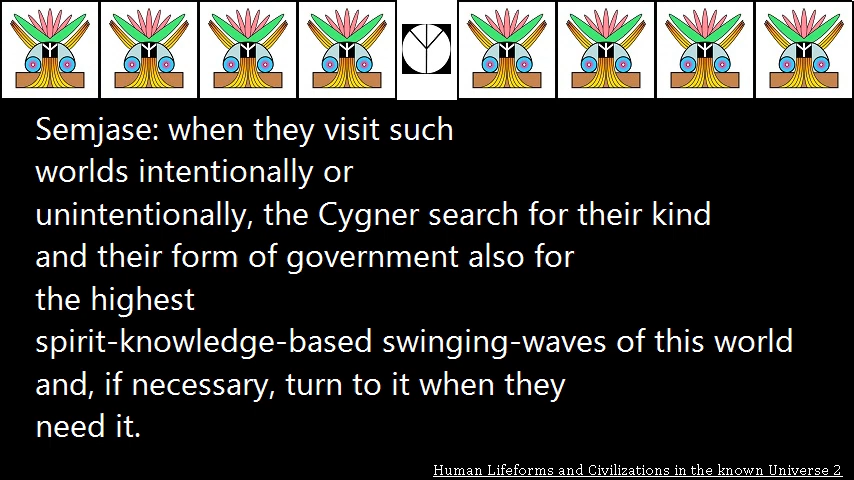 Semjase: when they visit such
worlds intentionally or
unintentionally, the Cygner search for their kind
and their form of government also for
the highest
spirit-knowledge-based swinging-waves of this world
and, if necessary, turn to it when they
need it.
Human Lifeforms and Civilizations in the known Universe 2